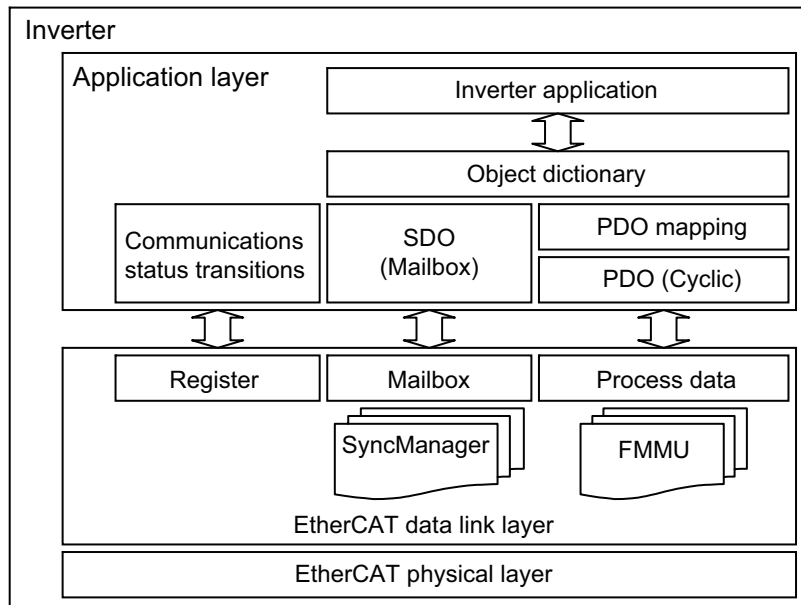 Inverter
Application layer
Inverter application
Object dictionary
Communications
status transitions
SDO
(Mailbox)
PDO mapping
PDO (Cyclic)
Register
Mailbox
Process data
SyncManager
FMMU
EtherCAT data link layer
EtherCAT physical layer